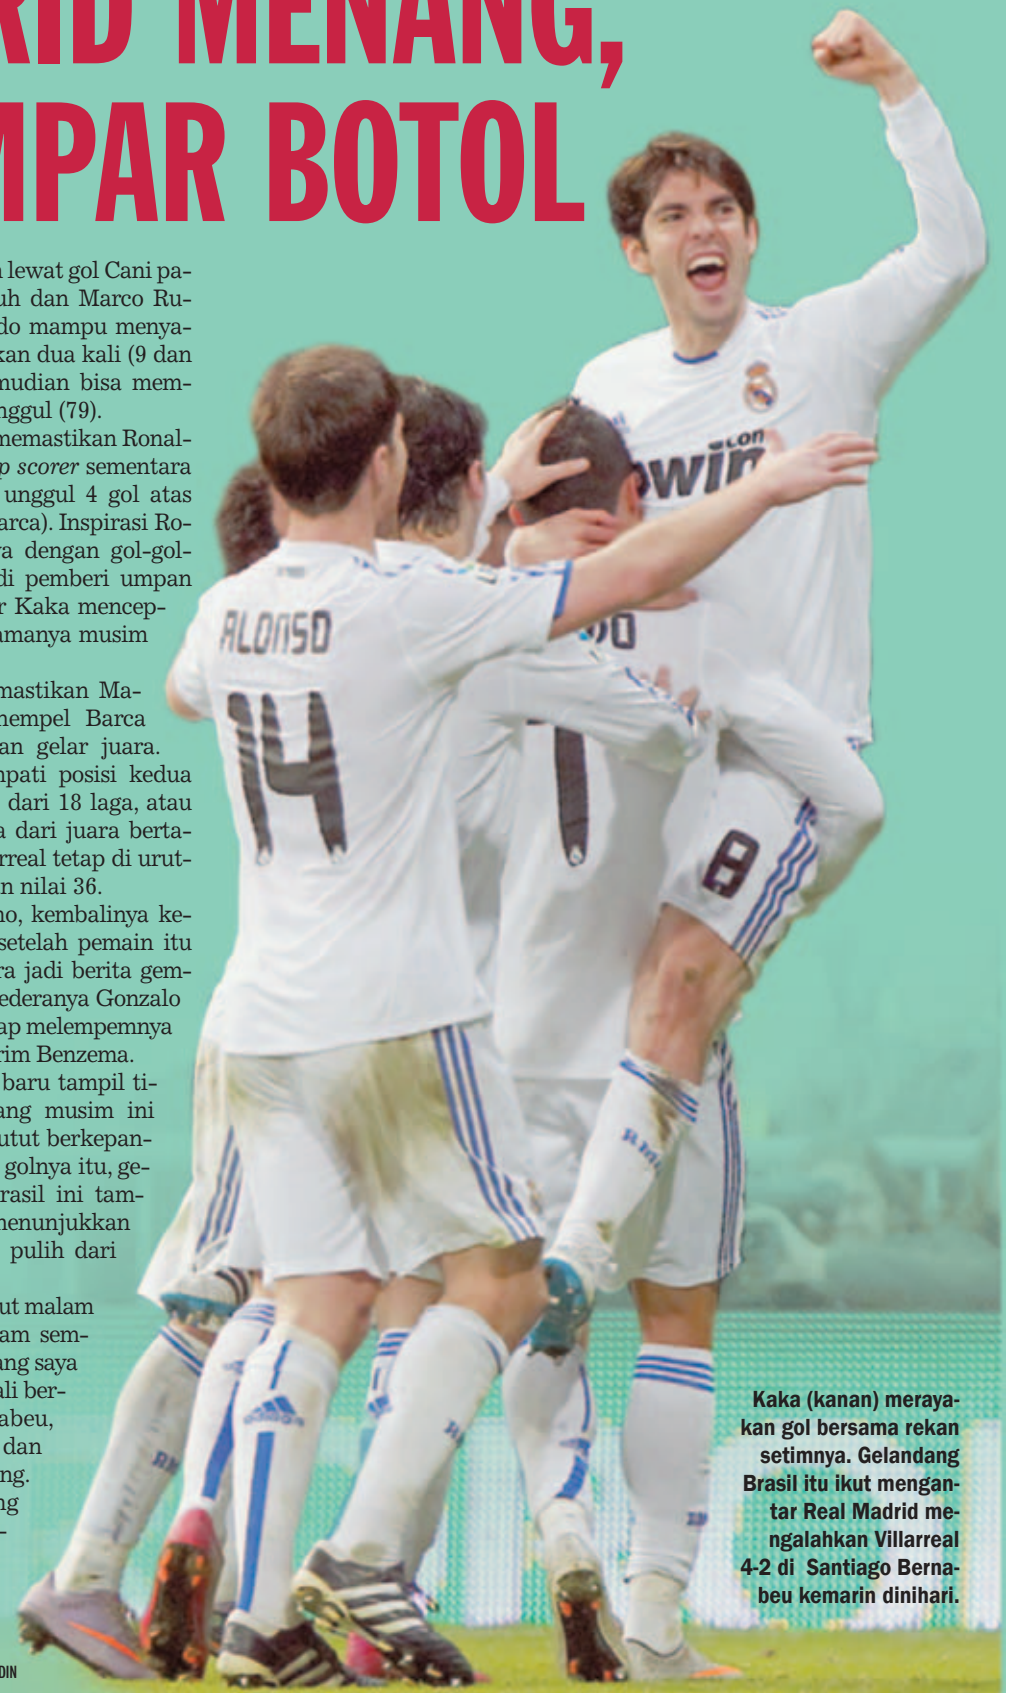 RID MENANG,
MPAR BOTOL
lewat gol Cani pa-
uh dan Marco Ru-
do mampu menya-
kan dua kali (9 dan
mudian bisa mem-
nggul (79).
memastikan Ronal-
p scorer sementara
unggul 4 gol atas
arca). Inspirasi Ro-
a dengan gol-gol-
di pemberi umpan
r Kaka mencep-
amanya musim
mastikan Ma-
nempel Barca
an gelar juara.
mpati posisi kedua
dari 18 laga, atau
a dari juara berta-
rreal tetap di urut-
n nilai 36.
no, kembalinya ke-
setelah pemain itu
ra jadi berita gem-
ederanya Gonzalo
ap melempemnya
rim Benzema.
baru tampil ti-
ang musim ini
utut berkepan-
golnya itu, ge-
rasil ini tam-
menunjukkan
pulih dari
ut malam
am sem-
ang saya
ali ber-
abeu,
dan
ng.
ng
-
DIN
con
win
ALONSO
14
8
Kaka (kanan) meraya-
kan gol bersama rekan
setimnya. Gelandang
Brasil itu ikut mengan-
tar Real Madrid me-
ngalahkan Villarreal
4-2 di Santiago Berna-
beu kemarin dinihari.